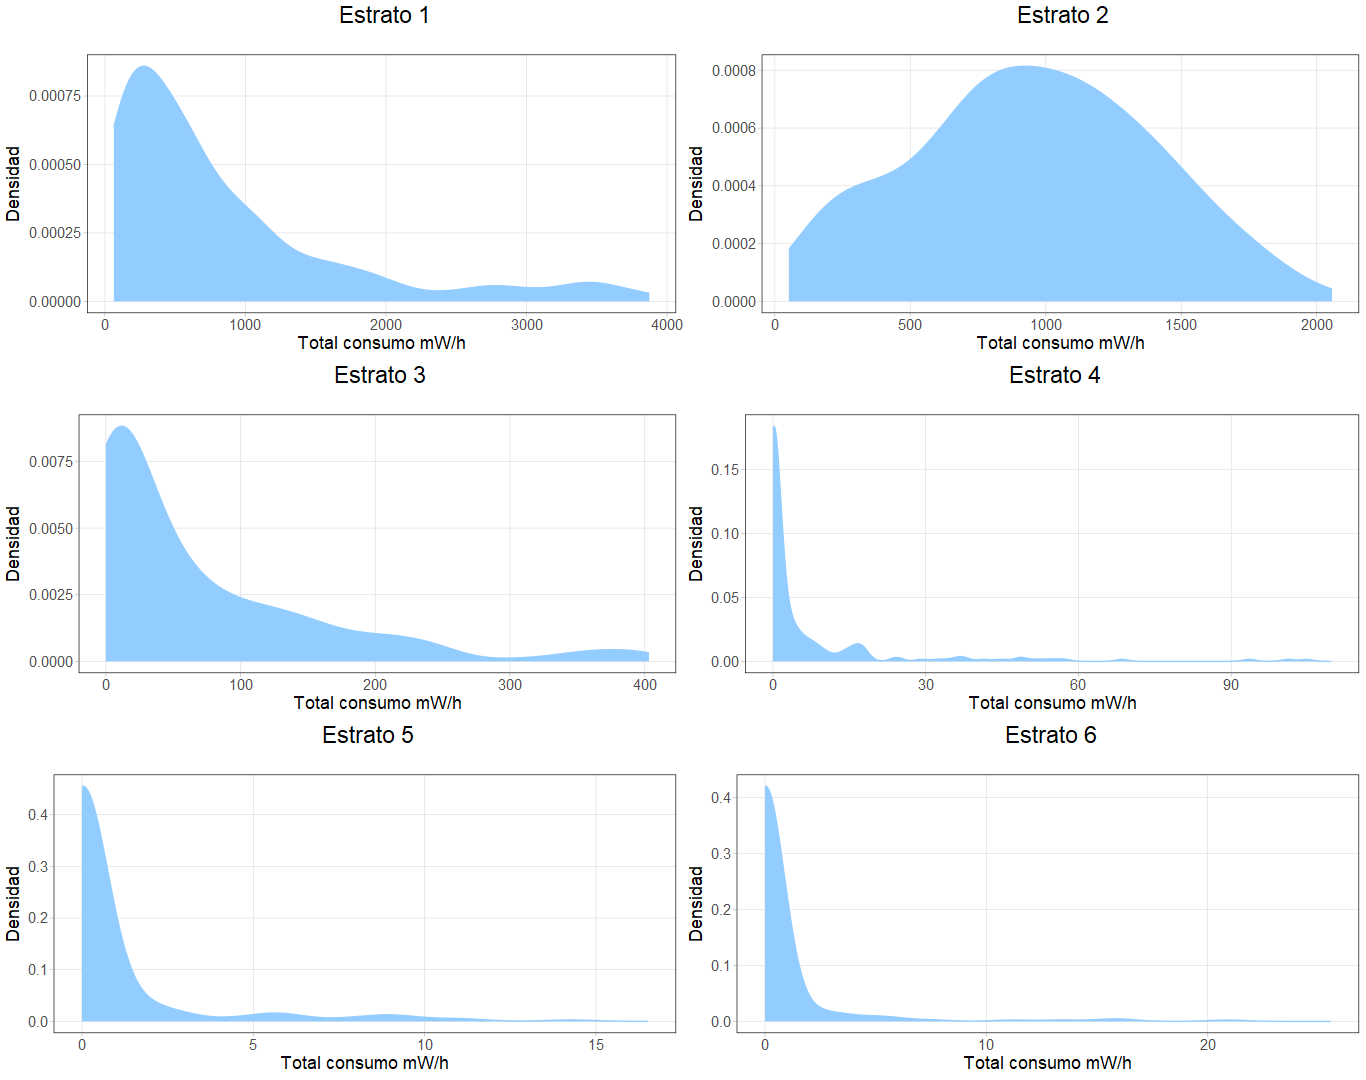 Estrato 1
Densidad
0.00075
0.00050
0.00025
0.00000
0 1000 2000 3000 4000
Total consumo mW/h
Estrato 2
Densidad
0.0008
0.0006
0.0004
0.0002
0.0000
0 500 1000 1500 2000
Total consumo mW/h
Estrato 3
Densidad
0.0075
0.0050
0.0025
0.0000
0 100 200 300 400
Total consumo mW/h
Estrato 4
Densidad
0.15
0.10
0.05
0.00
0 30 60 90
Total consumo mW/h
Estrato 5
Densidad
0.4
0.3
0.2
0.1
0.0
0 5 10 15
Total consumo mW/h
Estrato 6
Densidad
0.4
0.3
0.2
0.1
0.0
0 10 20
Total consumo mW/h